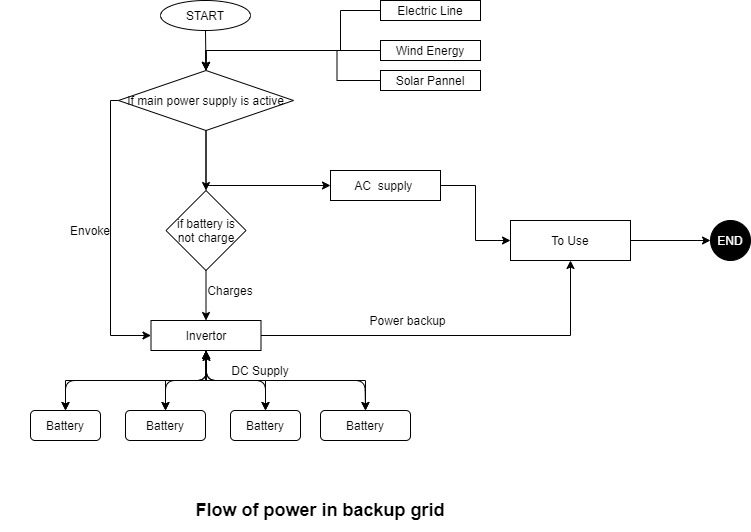 START
Electric Line
Wind Energy
Solar Pannel
If main power supply is active
AC supply
if battery is
not charge
Envoke
To Use
END
Charges
Power backup
Invertor
DC Supply
Battery
Battery
Battery
Battery
Flow of power in backup grid